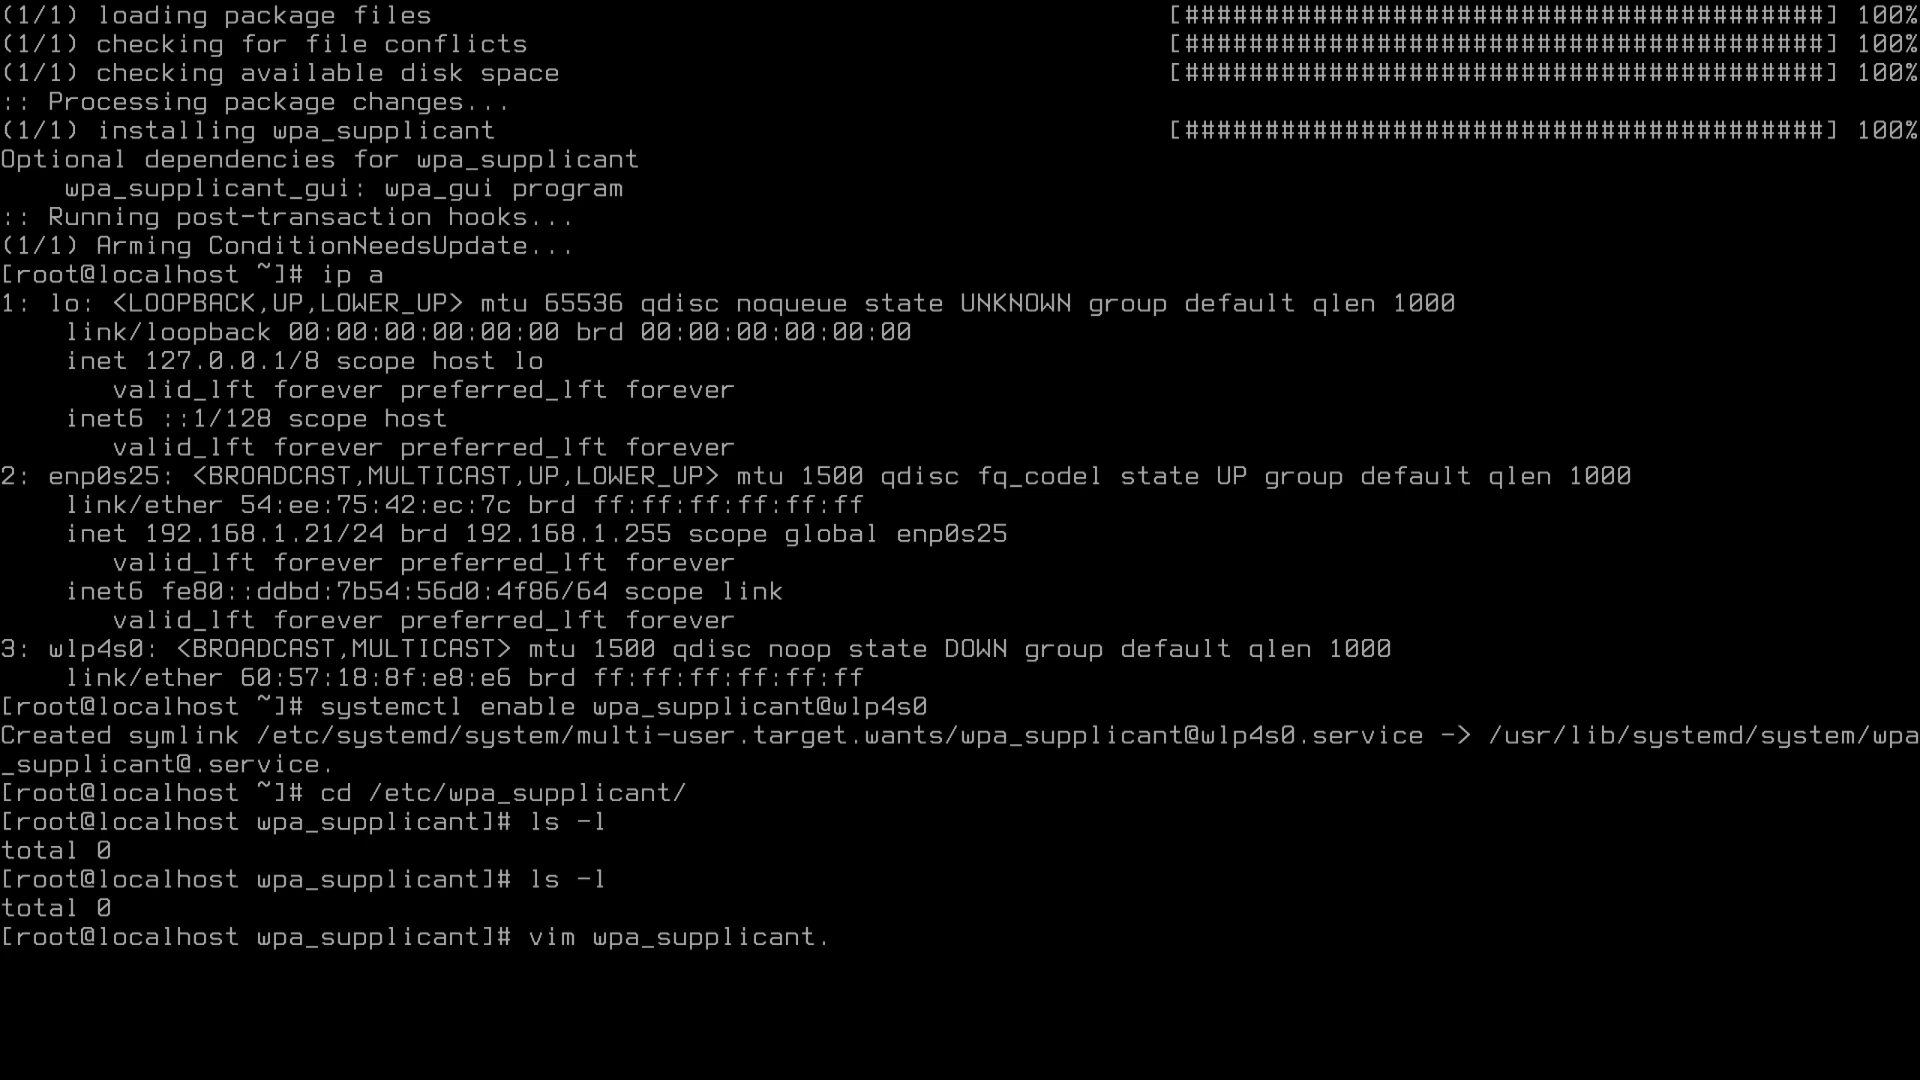 (1/1) loading package files [########################################] 100%
(1/1) checking for file conflicts [########################################] 100%
(1/1) checking available disk space [########################################] 100%
:: Processing package changes...
(1/1) installing wpa_supplicant [########################################] 100%
Optional dependencies for wpa_supplicant
    wpa_supplicant_gui: wpa_gui program
:: Running post-transaction hooks...
(1/1) Arming ConditionNeedsUpdate...
[root@localhost ~]# ip a
1: lo: <LOOPBACK,UP,LOWER_UP> mtu 65536 qdisc noqueue state UNKNOWN group default qlen 1000
    link/loopback 00:00:00:00:00:00 brd 00:00:00:00:00:00
    inet 127.0.0.1/8 scope host lo
       valid_lft forever preferred_lft forever
    inet6 ::1/128 scope host
       valid_lft forever preferred_lft forever
2: enp0s25: <BROADCAST,MULTICAST,UP,LOWER_UP> mtu 1500 qdisc fq_codel state UP group default qlen 1000
    link/ether 54:ee:75:42:ec:7c brd ff:ff:ff:ff:ff:ff
    inet 192.168.1.21/24 brd 192.168.1.255 scope global enp0s25
       valid_lft forever preferred_lft forever
    inet6 fe80::ddbd:7b54:56d0:4f86/64 scope link
       valid_lft forever preferred_lft forever
3: wlp4s0: <BROADCAST,MULTICAST> mtu 1500 qdisc noop state DOWN group default qlen 1000
    link/ether 60:57:18:8f:e8:e6 brd ff:ff:ff:ff:ff:ff
[root@localhost ~]# systemctl enable wpa_supplicant@wlp4s0
Created symlink /etc/systemd/system/multi-user.target.wants/wpa_supplicant@wlp4s0.service -> /usr/lib/systemd/system/wpa
_supplicant@.service.
[root@localhost ~]# cd /etc/wpa_supplicant/
[root@localhost wpa_supplicant]# ls -l
total 0
[root@localhost wpa_supplicant]# ls -l
total 0
[root@localhost wpa_supplicant]# vim wpa_supplicant.